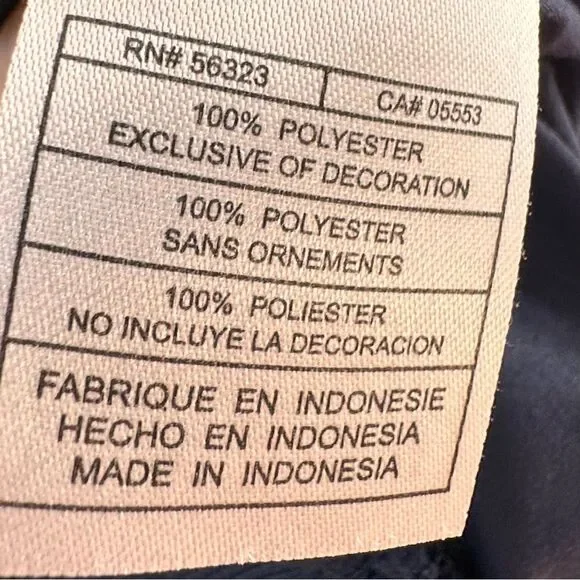 RN# 56323 CA# 05553
100% POLYESTER
EXCLUSIVE OF DECORATION
100% POLYESTER
SANS ORNEMENTS
100% POLIESTER
NO INCLUYE LA DECORACION
FABRIQUE EN INDONESIE
HECHO EN INDONESIA
MADE IN INDONESIA